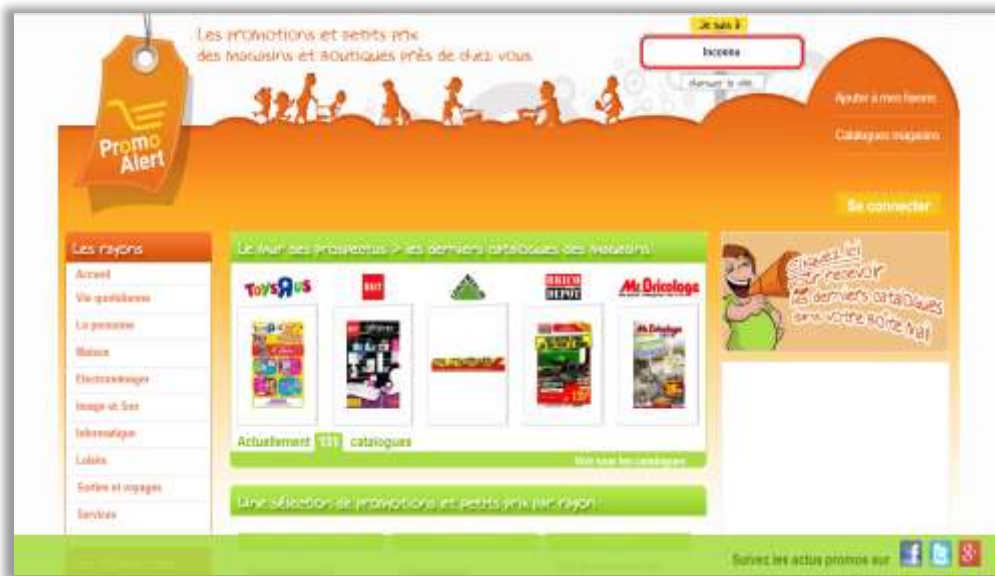 Les promotions et petits prix
des magasins et boutiques près de chez vous
Je suis à
Inconnu
changer la ville
Promo
Alert
Ajouter à mes favoris
Catalogues magasins
Se connecter
Les rayons
Accueil
Vie quotidienne
La personne
Maison
Electroménager
Image et Son
Informatique
Loisirs
Sorties et voyages
Services
Le mur des prospectus > les derniers catalogues des magasins
TOYS R US
BUT
BRICO
DEPOT
Mr. Bricolage
Actuellement 131 catalogues
Voir tous les catalogues
Une sélection de promotions et petits prix par rayon :
Cliquez ici
pour recevoir
les derniers catalogues
dans votre boite mail
Suivez les actus promos sur